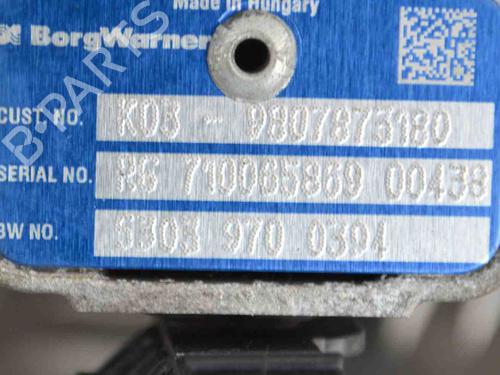 Made in Hungary
BorgWarner
CUST. NO. K03 - 9807873180
SERIAL NO. RG 710065869 00438
BW NO. 5303 970 0394
B-PARTS